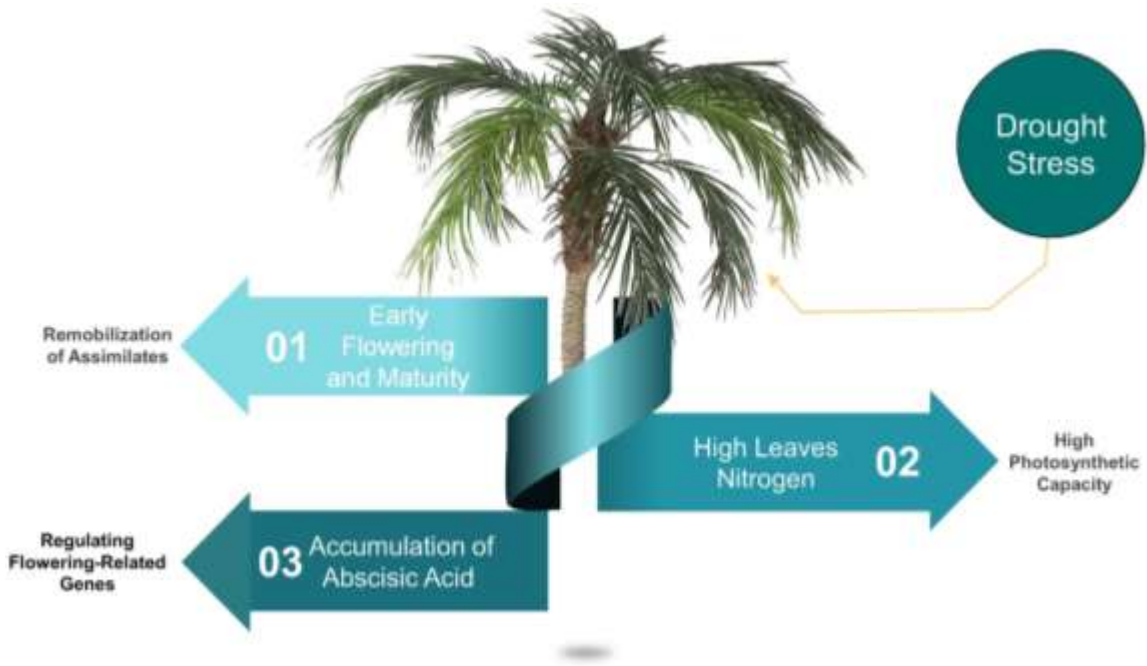 Drought
Stress
Remobilization
of Assimilates
01
Early
Flowering
and Maturity
High Leaves
Nitrogen
02
High
Photosynthetic
Capacity
Regulating
Flowering-Related
Genes
03
Accumulation of
Abscisic Acid